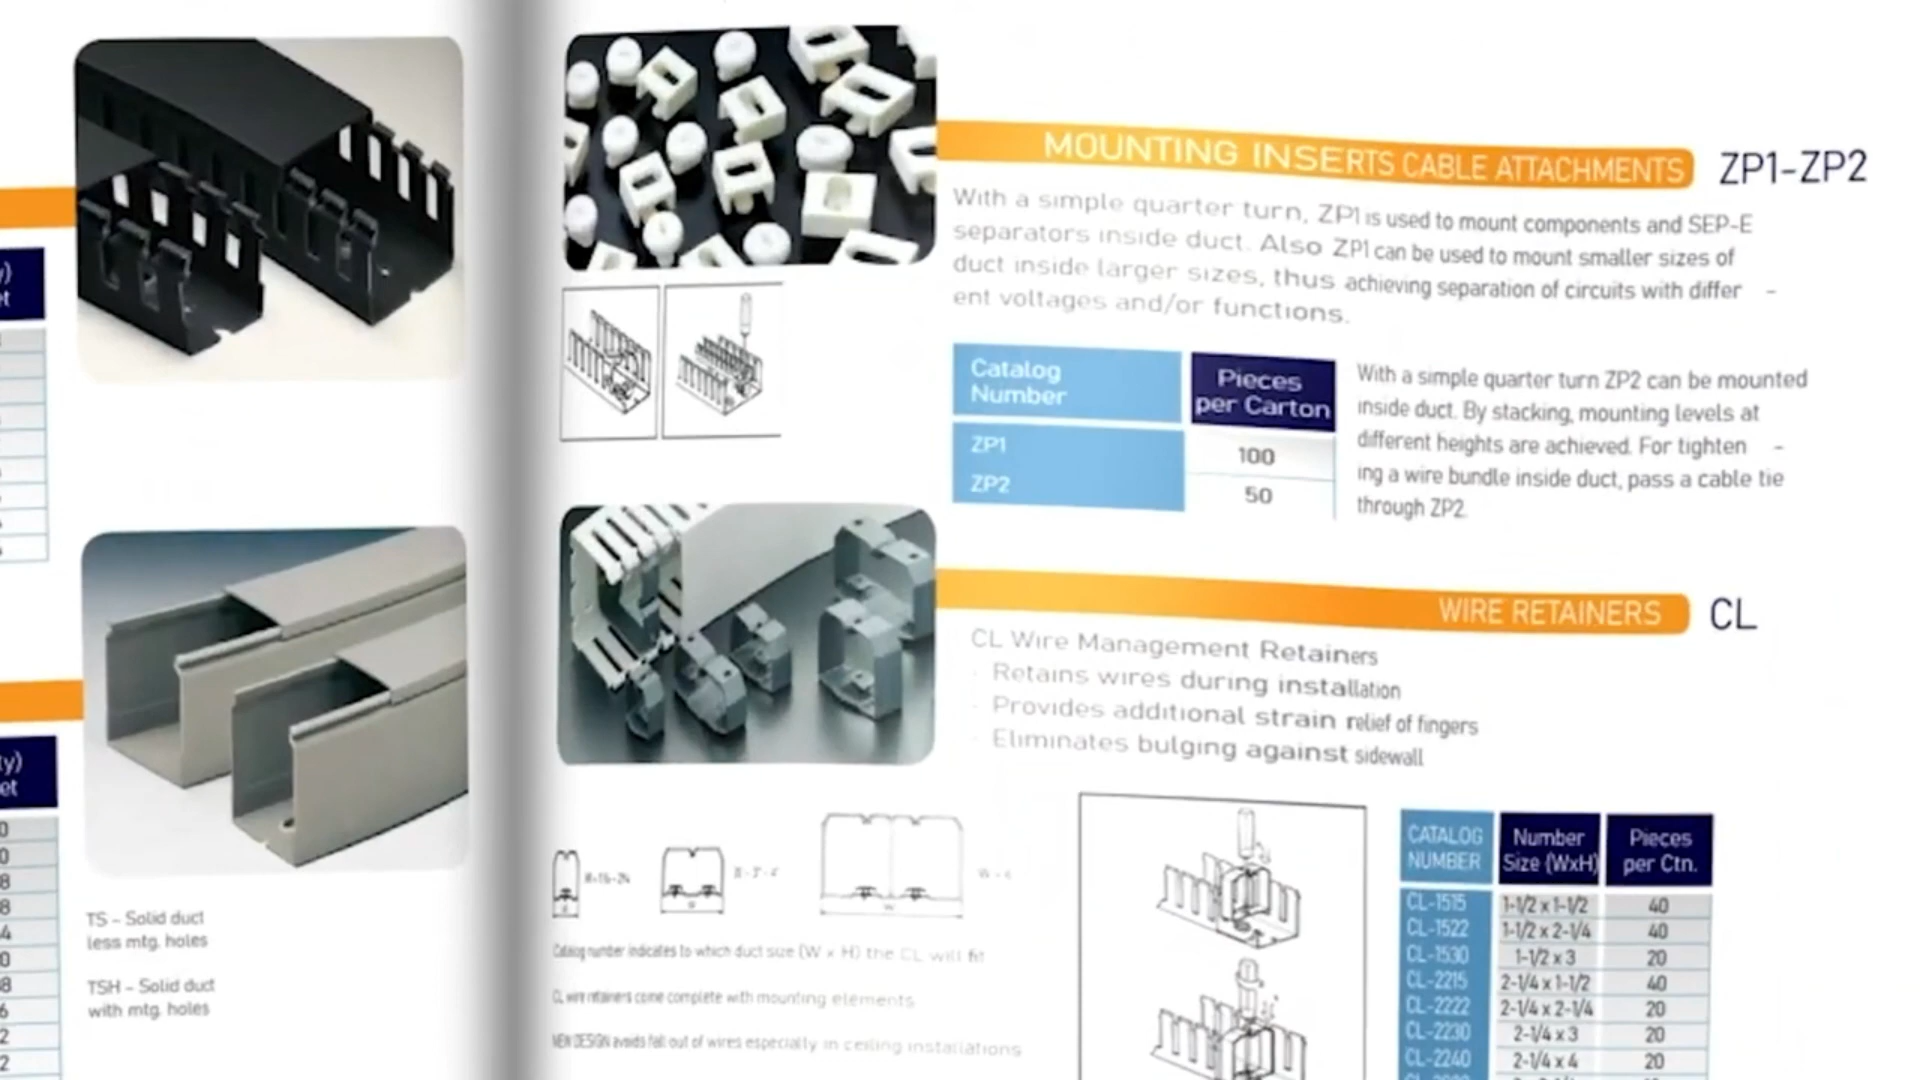 TS - Solid duct
less mtg. holes
TSH - Solid duct
with mtg. holes
MOUNTING INSERTS CABLE ATTACHMENTS
ZP1-ZP2
With a simple quarter turn, ZP1 is used to mount components and SEP-E
separators inside duct. Also ZP1 can be used to mount smaller sizes of
duct inside larger sizes, thus achieving separation of circuits with differ -
ent voltages and/or functions.
Catalog
Number
Pieces
per Carton
ZP1
100
ZP2
50
With a simple quarter turn ZP2 can be mounted
inside duct. By stacking, mounting levels at
different heights are achieved. For tighten -
ing a wire bundle inside duct, pass a cable tie
through ZP2.
WIRE RETAINERS
CL
CL Wire Management Retainers
- Retains wires during installation
- Provides additional strain relief of fingers
- Eliminates bulging against sidewall
Catalog number indicates to which duct size (W x H) the CL will fit
CL wire retainers come complete with mounting elements
NEW DESIGN avoids fall out of wires especially in ceiling installations
CATALOG
NUMBER
Number
Size (WxH)
Pieces
per Ctn.
CL-1515 1-1/2 x 1-1/2 40
CL-1522 1-1/2 x 2-1/4 40
CL-1530 1-1/2 x 3 20
CL-2215 2-1/4 x 1-1/2 40
CL-2222 2-1/4 x 2-1/4 20
CL-2230 2-1/4 x 3 20
CL-2240 2-1/4 x 4 20